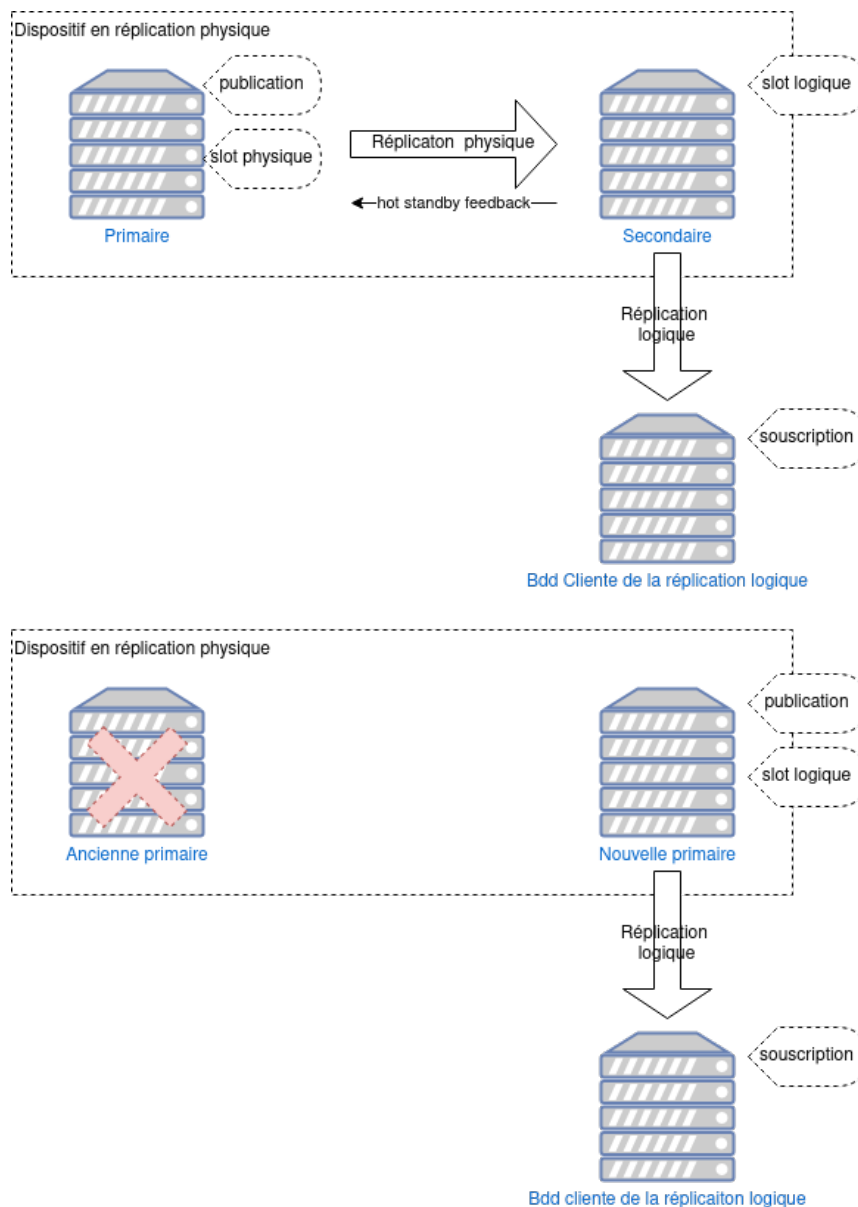 Dispositif en réplication physique
publication
slot logique
Réplicaton physique
slot physique
hot standby feedback
Primaire
Secondaire
Réplication
logique
souscription
Bdd Cliente de la réplication logique
Dispositif en réplication physique
publication
slot logique
Ancienne primaire
Nouvelle primaire
Réplication
logique
souscription
Bdd cliente de la réplicaiton logique